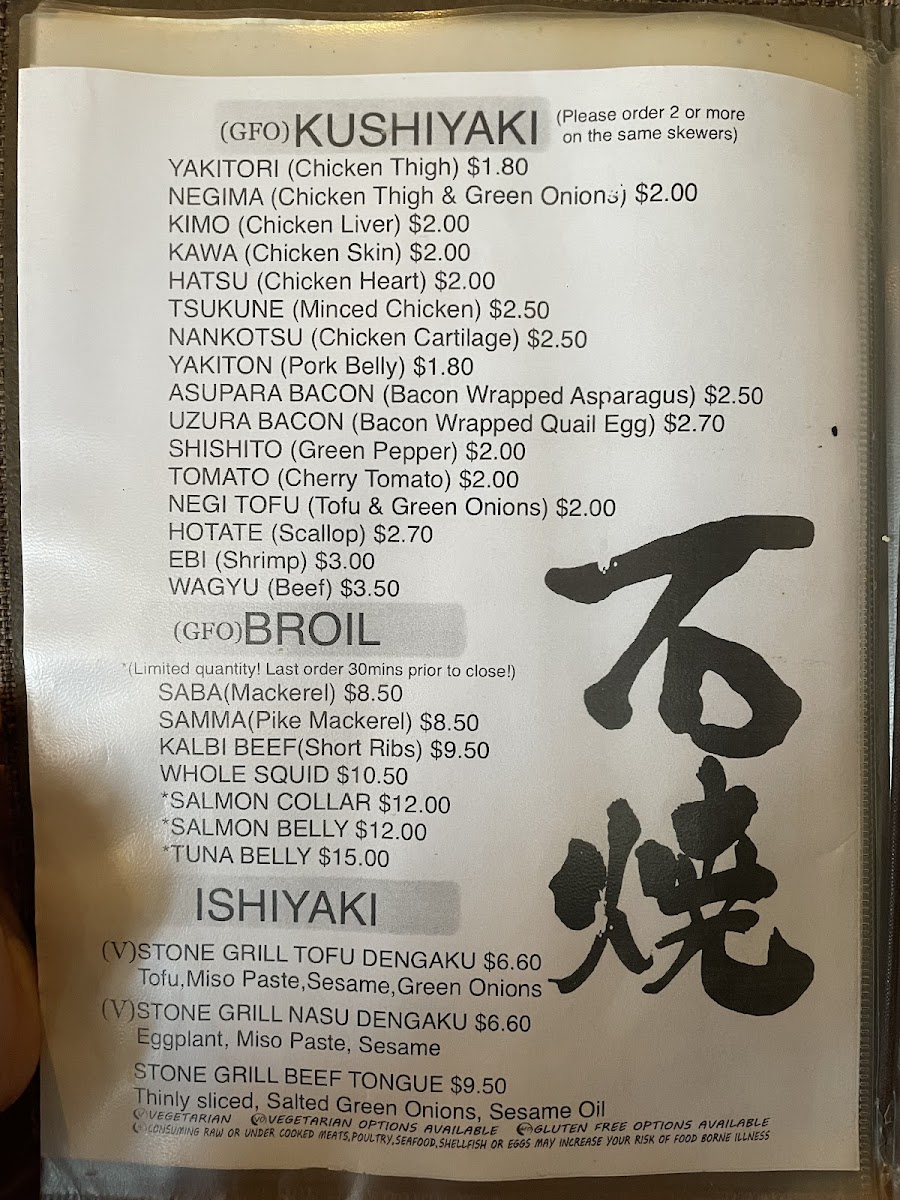 (GFO) KUSHIYAKI (Please order 2 or more
on the same skewers)
YAKITORI (Chicken Thigh) $1.80
NEGIMA (Chicken Thigh & Green Onions) $2.00
KIMO (Chicken Liver) $2.00
KAWA (Chicken Skin) $2.00
HATSU (Chicken Heart) $2.00
TSUKUNE (Minced Chicken) $2.50
NANKOTSU (Chicken Cartilage) $2.50
YAKITON (Pork Belly) $1.80
ASUPARA BACON (Bacon Wrapped Asparagus) $2.50
UZURA BACON (Bacon Wrapped Quail Egg) $2.70
SHISHITO (Green Pepper) $2.00
TOMATO (Cherry Tomato) $2.00
NEGI TOFU (Tofu & Green Onions) $2.00
HOTATE (Scallop) $2.70
EBI (Shrimp) $3.00
WAGYU (Beef) $3.50
(GFO) BROIL
*(Limited quantity! Last order 30mins prior to close!)
SABA(Mackerel) $8.50
SAMMA(Pike Mackerel) $8.50
KALBI BEEF(Short Ribs) $9.50
WHOLE SQUID $10.50
*SALMON COLLAR $12.00
*SALMON BELLY $12.00
*TUNA BELLY $15.00
石焼
ISHIYAKI
(V)STONE GRILL TOFU DENGAKU $6.60
Tofu,Miso Paste,Sesame,Green Onions
(V)STONE GRILL NASU DENGAKU $6.60
Eggplant, Miso Paste, Sesame
STONE GRILL BEEF TONGUE $9.50
Thinly sliced, Salted Green Onions, Sesame Oil
VEGETARIAN VEGETARIAN OPTIONS AVAILABLE GLUTEN FREE OPTIONS AVAILABLE
CONSUMING RAW OR UNDER COOKED MEATS,POULTRY,SEAFOOD,SHELLFISH OR EGGS MAY INCREASE YOUR RISK OF FOOD BORNE ILLNESS